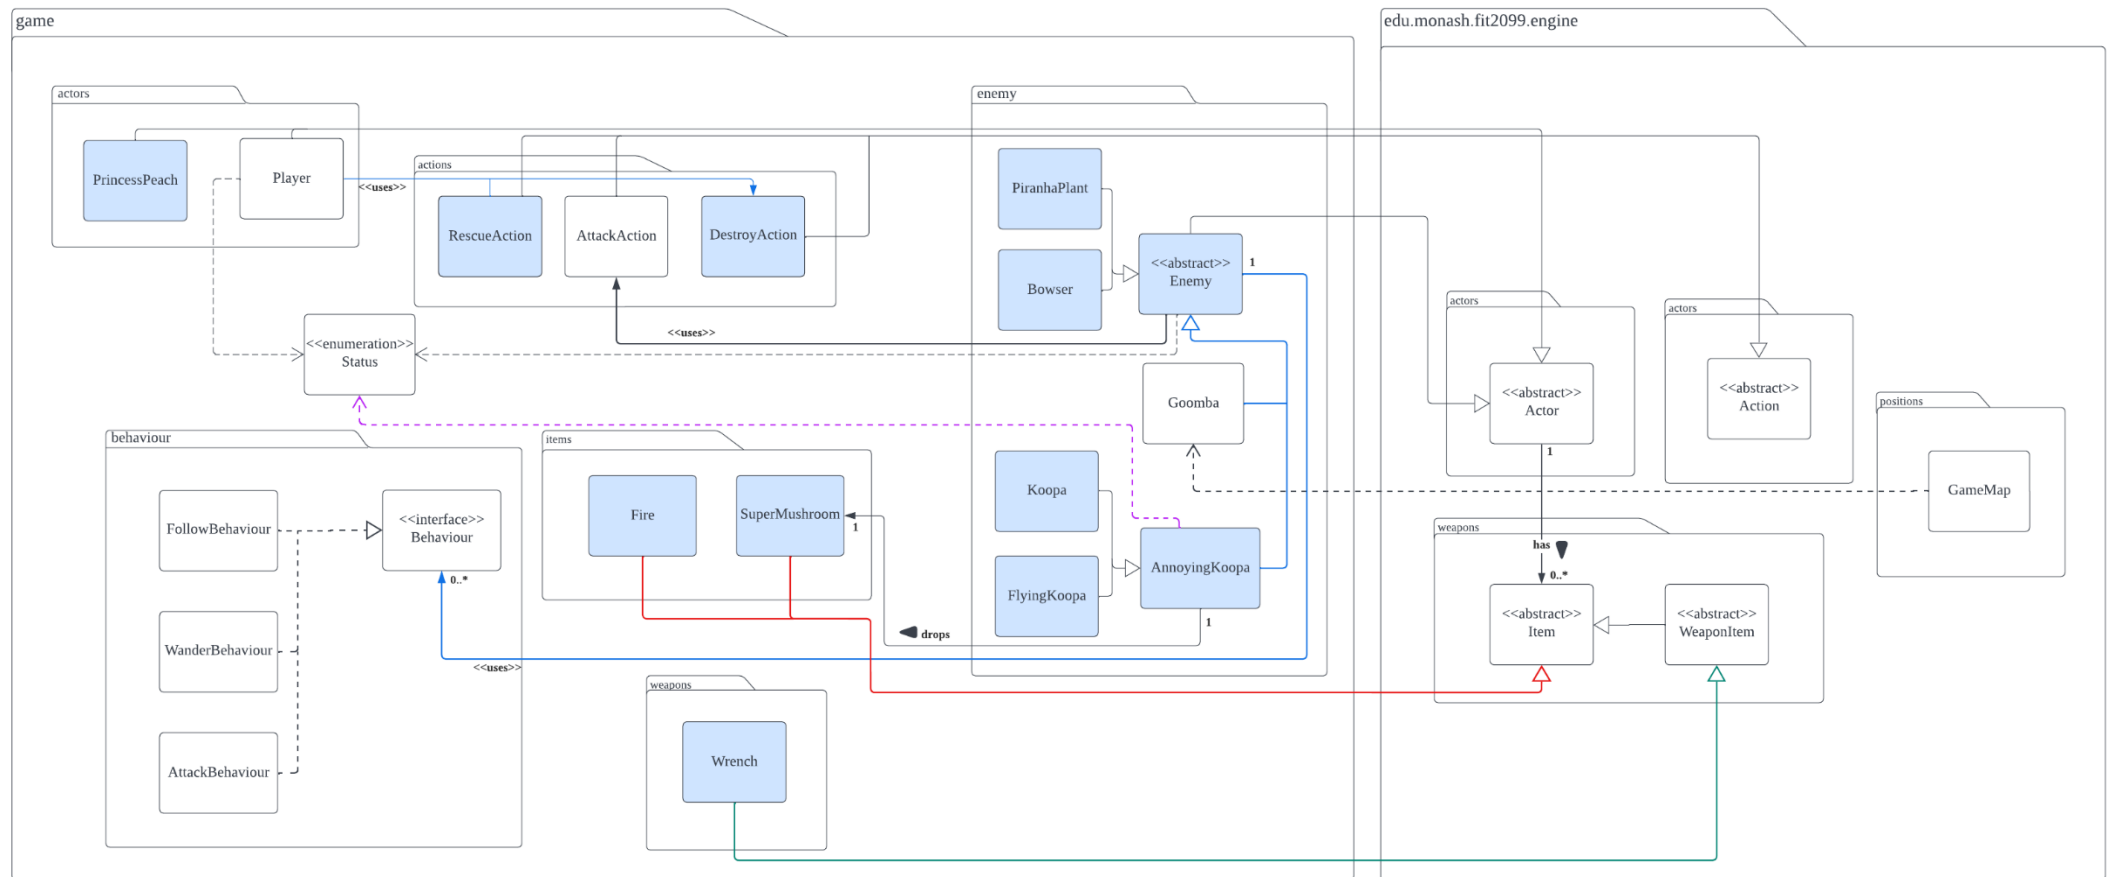 game
edu.monash.fit2099.engine
actors
enemy
PrincessPeach
Player
<<uses>>
actions
RescueAction
AttackAction
DestroyAction
PiranhaPlant
Bowser
<<abstract>>
Enemy
1
<<uses>>
<<enumeration>>
Status
Goomba
actors
<<abstract>>
Actor
1
actors
<<abstract>>
Action
positions
GameMap
behaviour
FollowBehaviour
<<interface>>
Behaviour
0..*
WanderBehaviour
AttackBehaviour
<<uses>>
items
Fire
SuperMushroom
1
drops
Koopa
FlyingKoopa
AnnoyingKoopa
1
weapons
has
0..*
<<abstract>>
Item
<<abstract>>
WeaponItem
weapons
Wrench